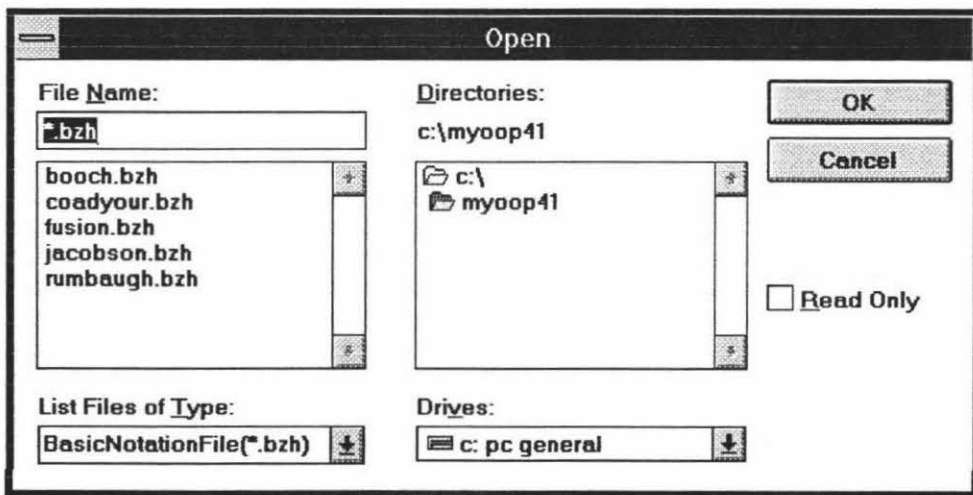 Open
File Name:
*.bzh
booch.bzh
coadyour.bzh
fusion.bzh
jacobson.bzh
rumbaugh.bzh
List Files of Type:
BasicNotationFile(*.bzh)
Directories:
c:\myoop41
c:\
myoop41
Drives:
c: pc general
OK
Cancel
Read Only